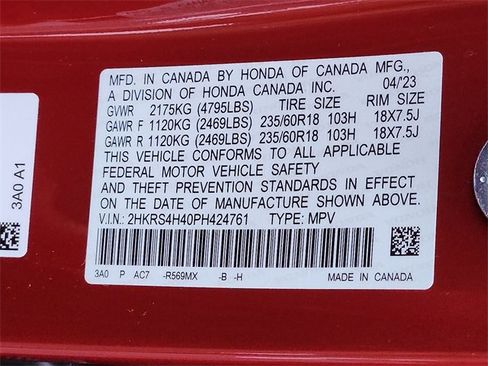 MFD. IN CANADA BY HONDA OF CANADA MFG.,
A DIVISION OF HONDA CANADA INC. 04/'23
GVWR 2175KG (4795LBS) TIRE SIZE RIM SIZE
GAWR F 1120KG (2469LBS) 235/60R18 103H 18X7.5J
GAWR R 1120KG (2469LBS) 235/60R18 103H 18X7.5J
THIS VEHICLE CONFORMS TO ALL APPLICABLE
FEDERAL MOTOR VEHICLE SAFETY
AND THEFT PREVENTION STANDARDS IN EFFECT
ON THE DATE OF MANUFACTURE SHOWN ABOVE.
V.I.N.: 2HKRS4H40PH424761 TYPE: MPV
3A0 P AC7 -R569MX -B -H MADE IN CANADA
3A0 A1